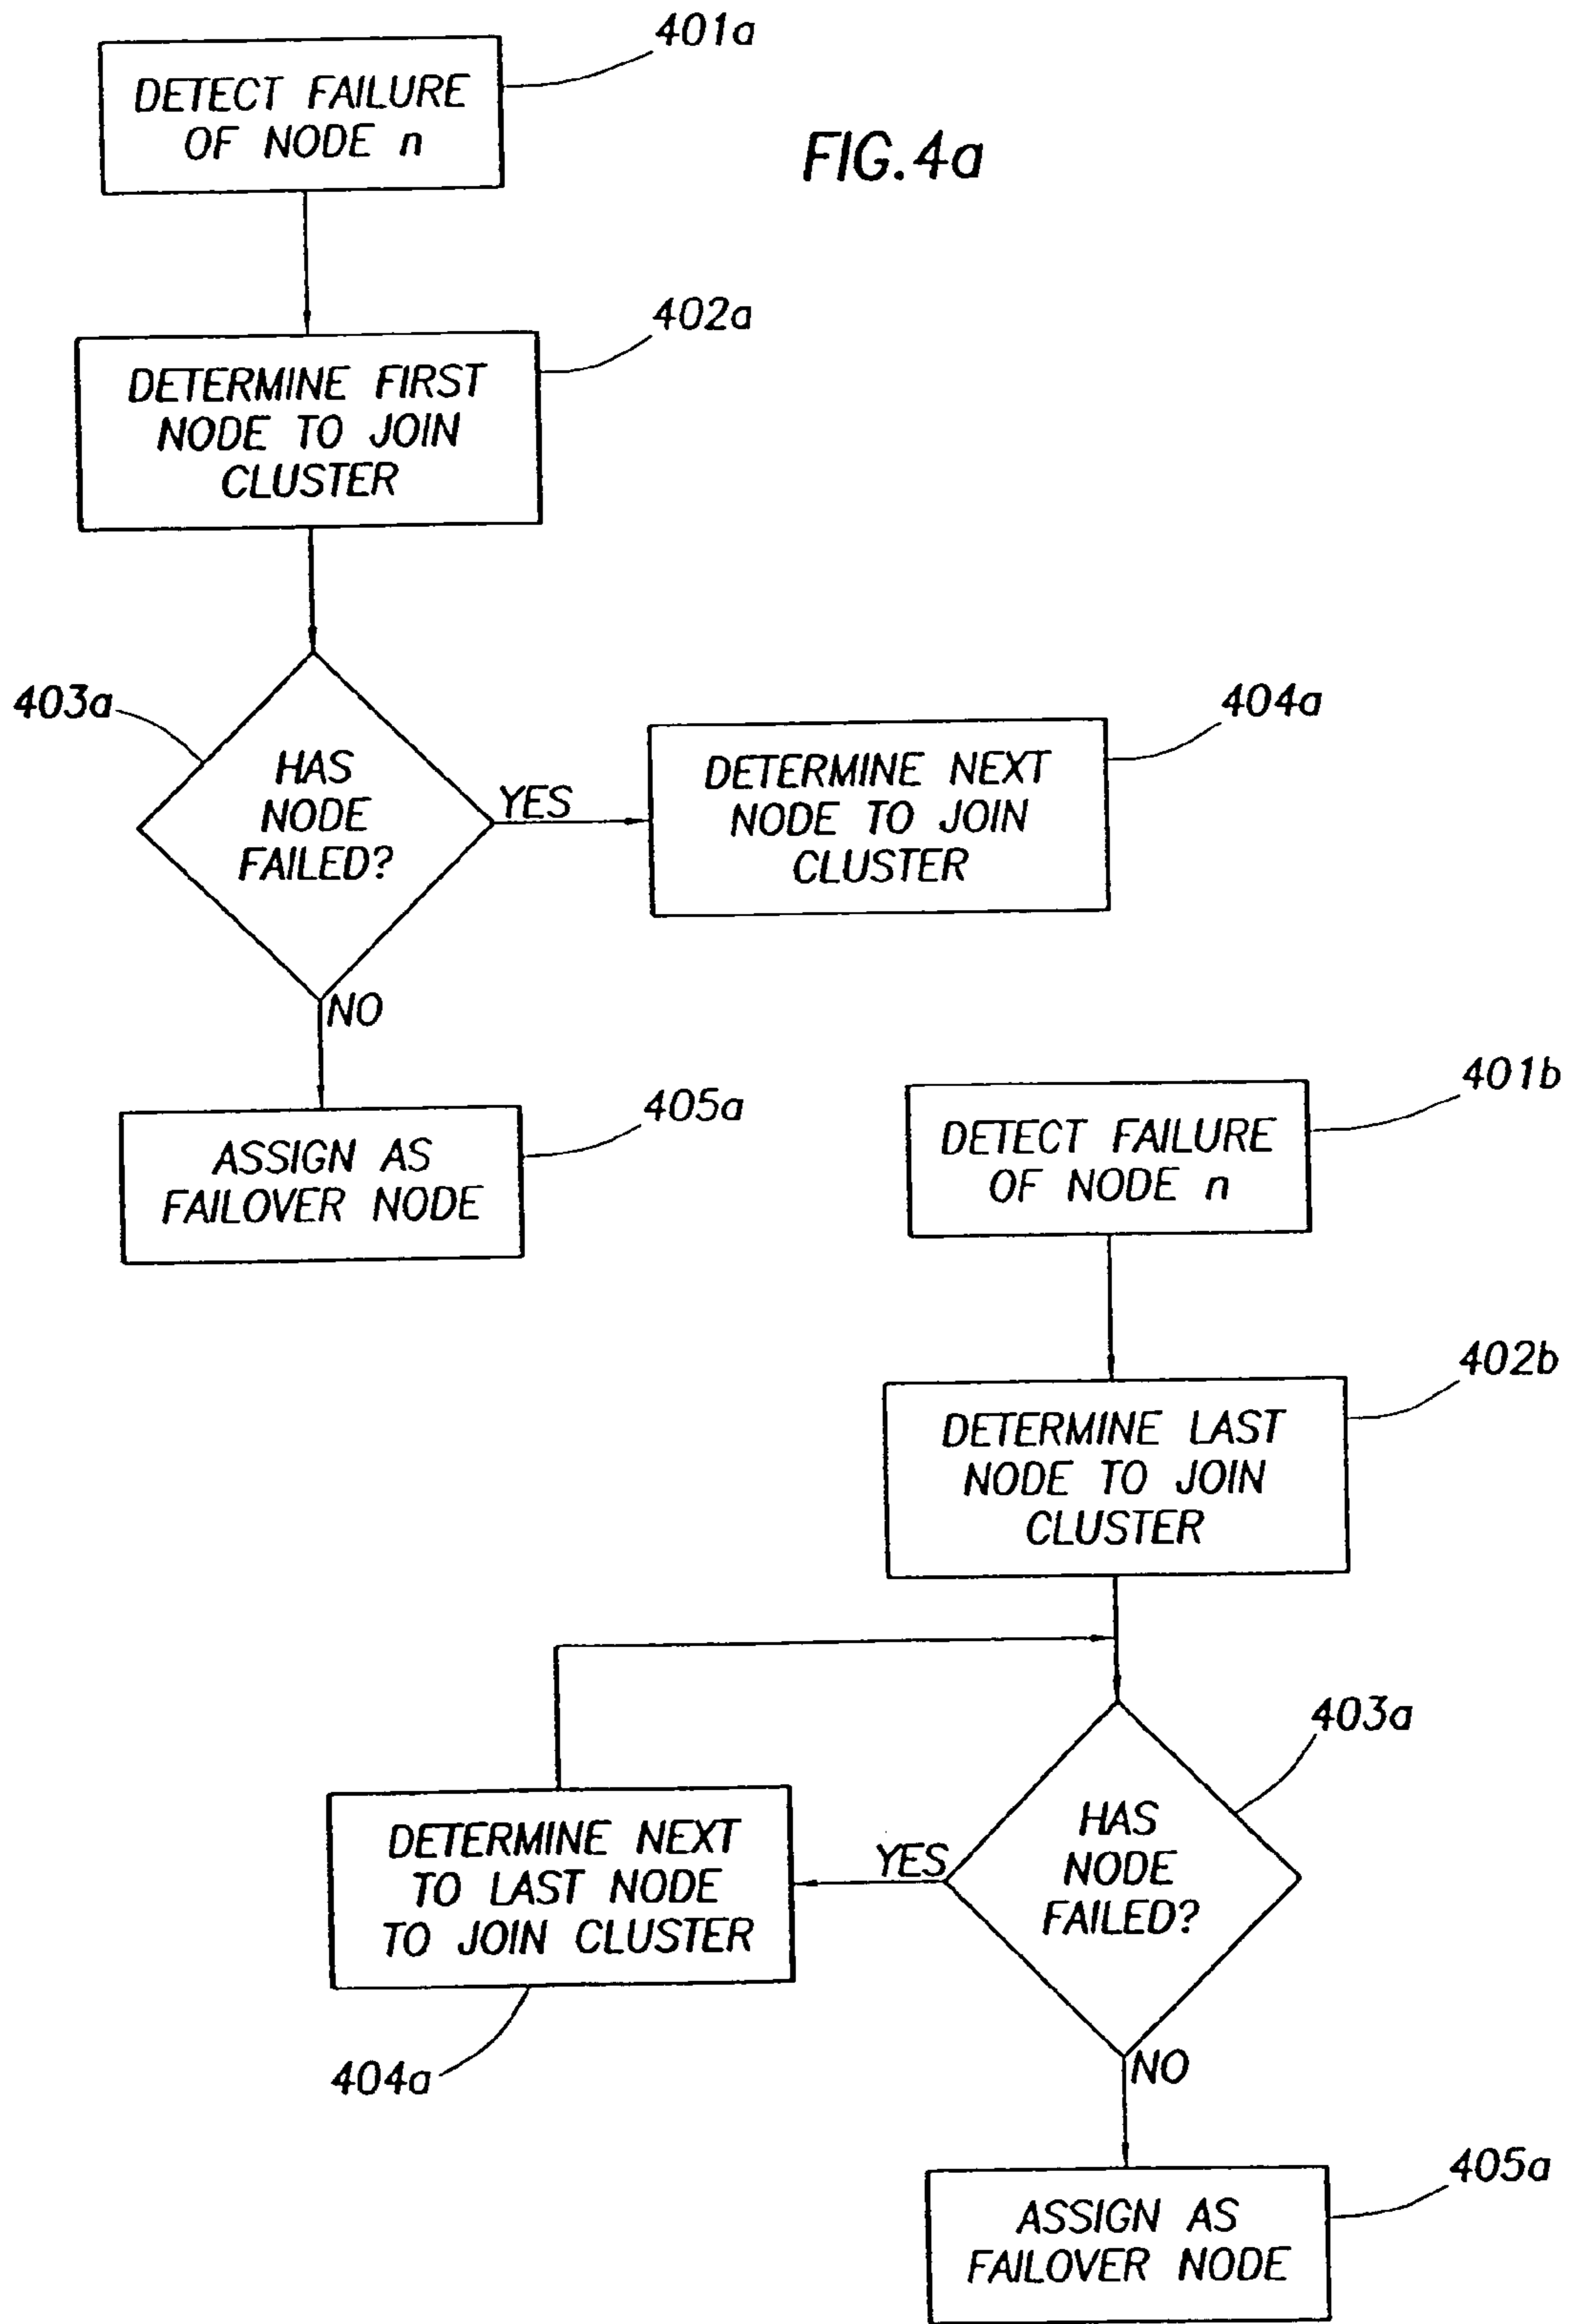 401a
DETECT FAILURE
OF NODE n
FIG.4a
402a
DETERMINE FIRST
NODE TO JOIN
CLUSTER
403a
HAS
NODE
FAILED?
YES
404a
DETERMINE NEXT
NODE TO JOIN
CLUSTER
NO
405a
ASSIGN AS
FAILOVER NODE
401b
DETECT FAILURE
OF NODE n
402b
DETERMINE LAST
NODE TO JOIN
CLUSTER
403a
HAS
NODE
FAILED?
YES
DETERMINE NEXT
TO LAST NODE
TO JOIN CLUSTER
404a
NO
405a
ASSIGN AS
FAILOVER NODE